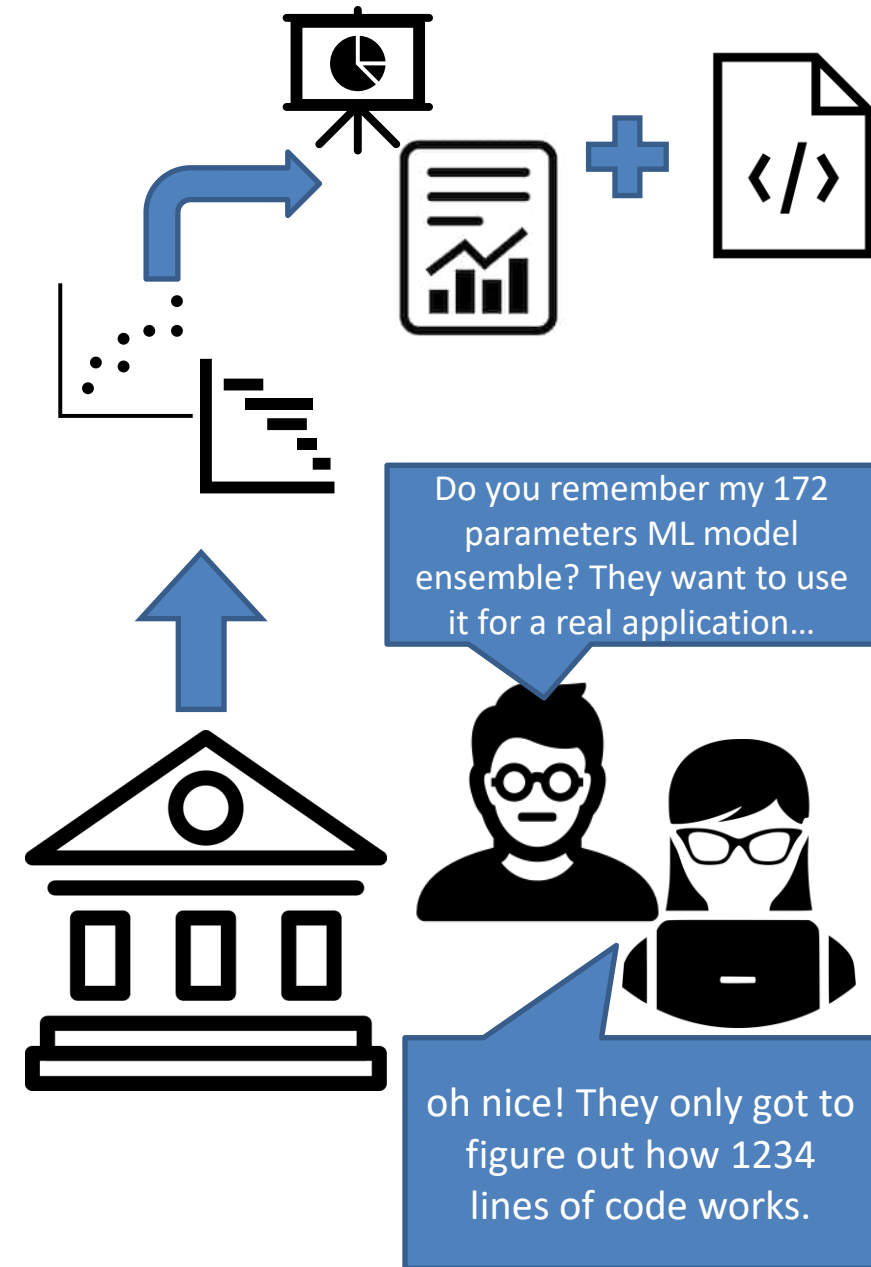 </>
Do you remember my 172
parameters ML model
ensemble? They want to use
it for a real application…
oh nice! They only got to
figure out how 1234
lines of code works.